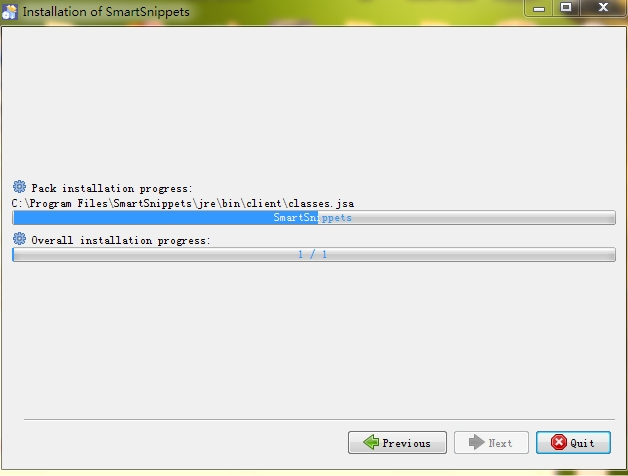 Installation of SmartSnippets
Pack installation progress:
C:\Program Files\SmartSnippets\jre\bin\client\classes.jsa
SmartSnippets
Overall installation progress:
1 / 1
Previous Next Quit